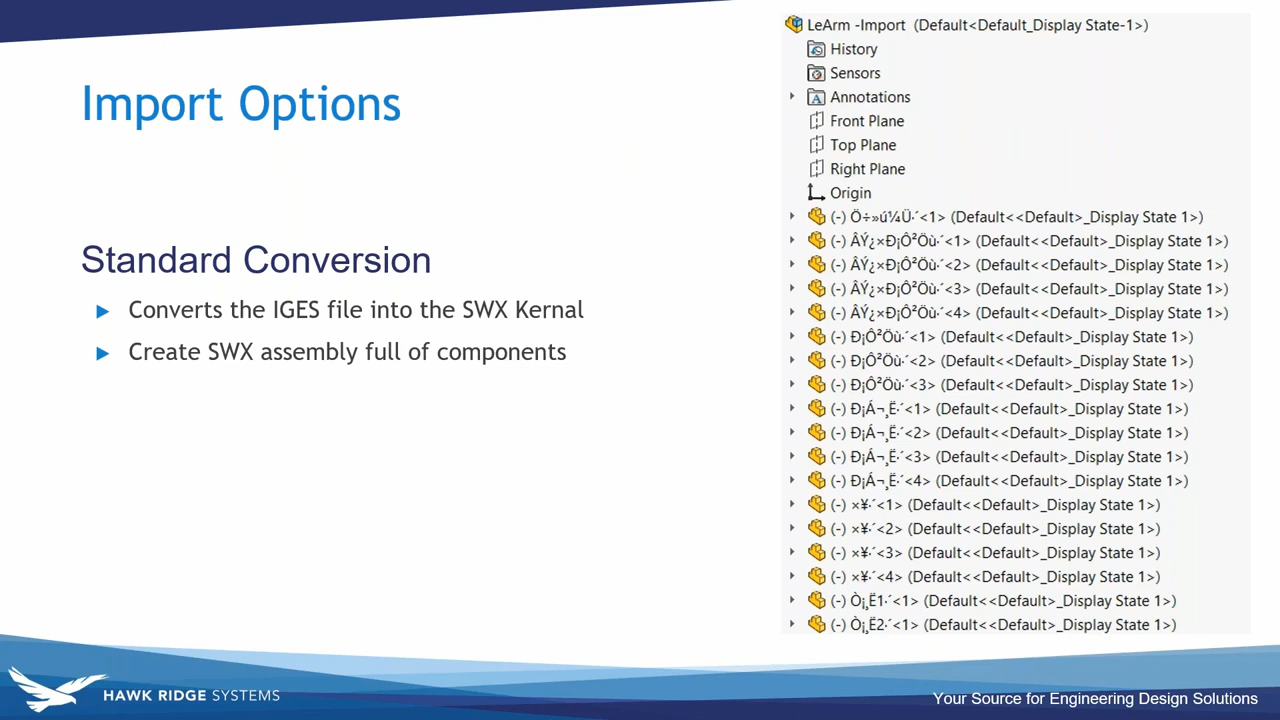 Import Options
Standard Conversion
Converts the IGES file into the SWX Kernal
Create SWX assembly full of components
LeArm -Import (Default<Default_Display State-1>)
History
Sensors
Annotations
Front Plane
Top Plane
Right Plane
Origin
(-) Ö÷»ú¼Ü·´<1> (Default<<Default>_Display State 1>)
(-) ÂÝ¿×Ð¡Ô²Öù·´<1> (Default<<Default>_Display State 1>)
(-) ÂÝ¿×Ð¡Ô²Öù·´<2> (Default<<Default>_Display State 1>)
(-) ÂÝ¿×Ð¡Ô²Öù·´<3> (Default<<Default>_Display State 1>)
(-) ÂÝ¿×Ð¡Ô²Öù·´<4> (Default<<Default>_Display State 1>)
(-) Ð¡Ô²Öù·´<1> (Default<<Default>_Display State 1>)
(-) Ð¡Ô²Öù·´<2> (Default<<Default>_Display State 1>)
(-) Ð¡Ô²Öù·´<3> (Default<<Default>_Display State 1>)
(-) Ð¡Á¬¸Ë·´<1> (Default<<Default>_Display State 1>)
(-) Ð¡Á¬¸Ë·´<2> (Default<<Default>_Display State 1>)
(-) Ð¡Á¬¸Ë·´<3> (Default<<Default>_Display State 1>)
(-) Ð¡Á¬¸Ë·´<4> (Default<<Default>_Display State 1>)
(-) ×¥·´<1> (Default<<Default>_Display State 1>)
(-) ×¥·´<2> (Default<<Default>_Display State 1>)
(-) ×¥·´<3> (Default<<Default>_Display State 1>)
(-) ×¥·´<4> (Default<<Default>_Display State 1>)
(-) Ò¡¸Ë1·´<1> (Default<<Default>_Display State 1>)
(-) Ò¡¸Ë2·´<1> (Default<<Default>_Display State 1>)
HAWK RIDGE SYSTEMS
Your Source for Engineering Design Solutions